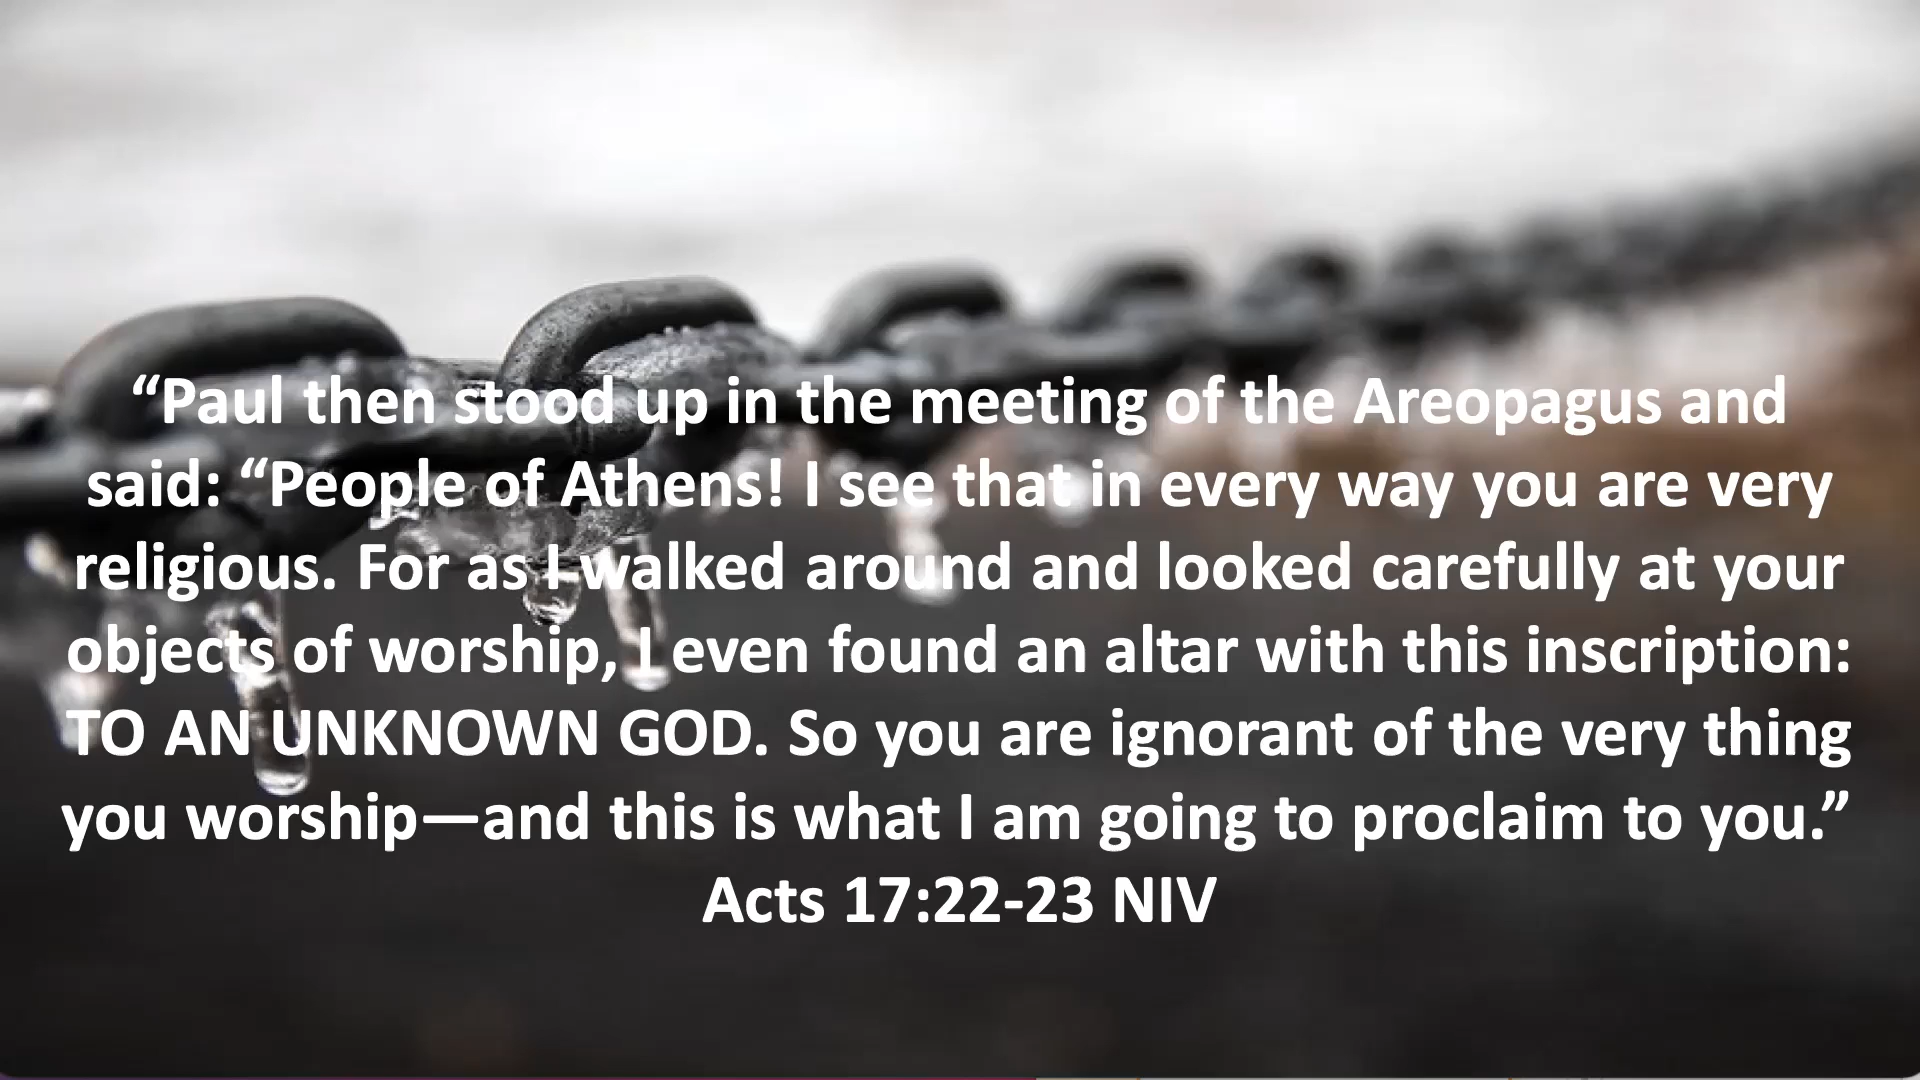 “Paul then stood up in the meeting of the Areopagus and
said: “People of Athens! I see that in every way you are very
religious. For as I walked around and looked carefully at your
objects of worship, I even found an altar with this inscription:
TO AN UNKNOWN GOD. So you are ignorant of the very thing
you worship—and this is what I am going to proclaim to you.”
Acts 17:22-23 NIV